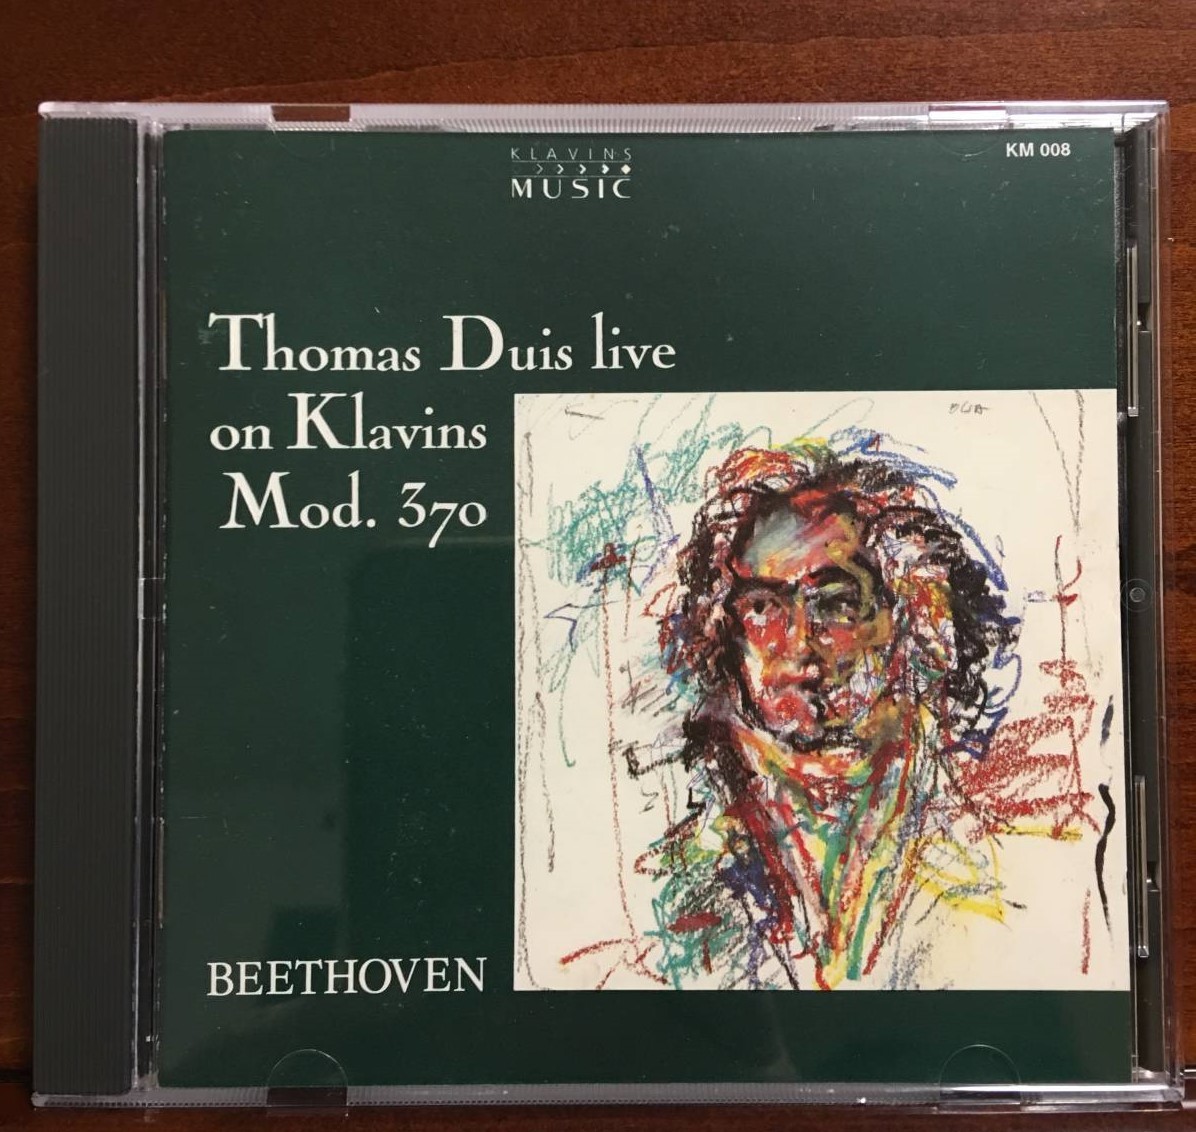 KLAVINS
MUSIC
KM 008
Thomas Duis live
on Klavins
Mod. 370
BEETHOVEN